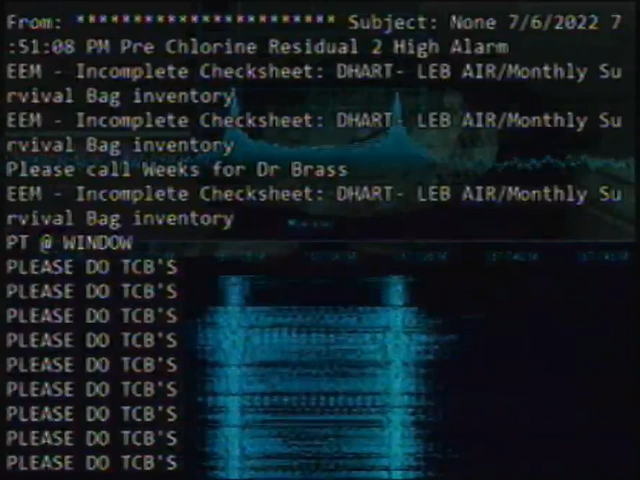 From: ********************** Subject: None 7/6/2022 7
:51:08 PM Pre Chlorine Residual 2 High Alarm
EEM - Incomplete Checksheet: DHART- LEB AIR/Monthly Su
rvival Bag inventory
EEM - Incomplete Checksheet: DHART- LEB AIR/Monthly Su
rvival Bag inventory
Please call Weeks for Dr Brass
EEM - Incomplete Checksheet: DHART- LEB AIR/Monthly Su
rvival Bag inventory
PT @ WINDOW
PLEASE DO TCB'S
PLEASE DO TCB'S
PLEASE DO TCB'S
PLEASE DO TCB'S
PLEASE DO TCB'S
PLEASE DO TCB'S
PLEASE DO TCB'S
PLEASE DO TCB'S
PLEASE DO TCB'S